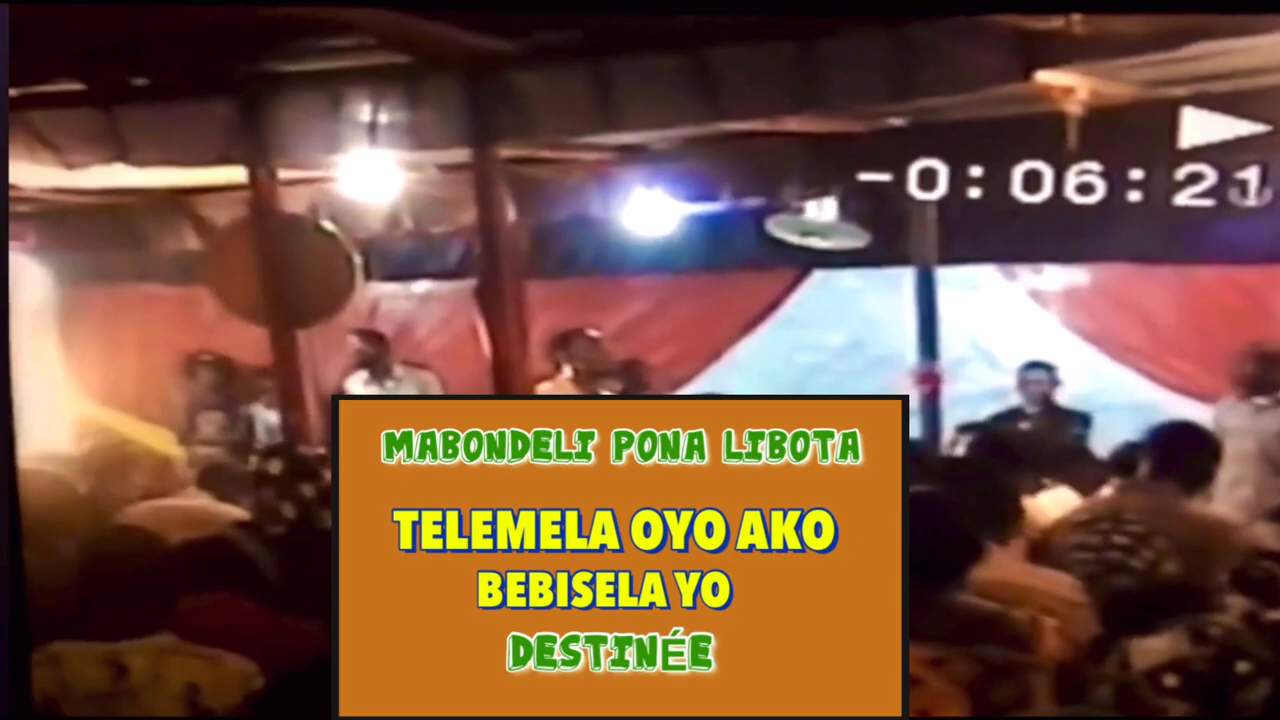 -0:06:21
MABONDELI PONA LIBOTA
TELEMELA OYO AKO
BEBISELA YO
DESTINÉE